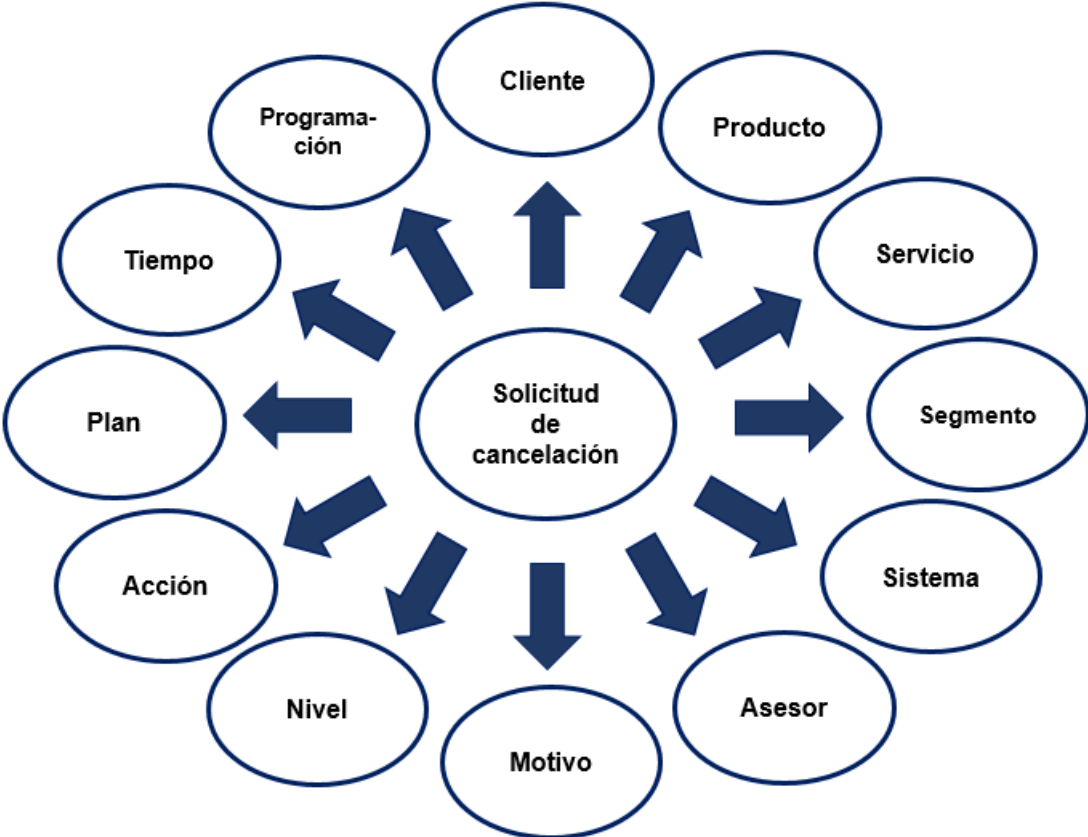 Cliente
Producto
Servicio
Segmento
Sistema
Asesor
Motivo
Nivel
Acción
Plan
Tiempo
Programa-
ción
Solicitud
de
cancelación